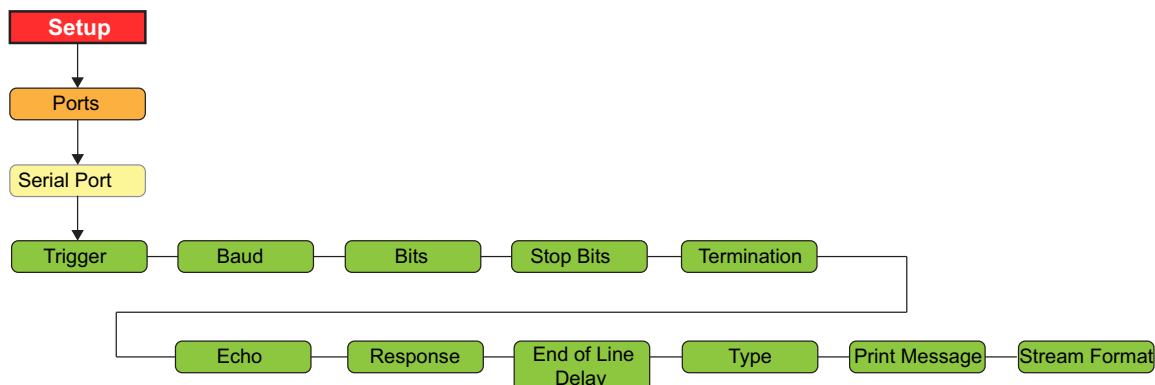 Setup
Ports
Serial Port
Trigger
Baud
Bits
Stop Bits
Termination
Echo
Response
End of Line
Delay
Type
Print Message
Stream Format